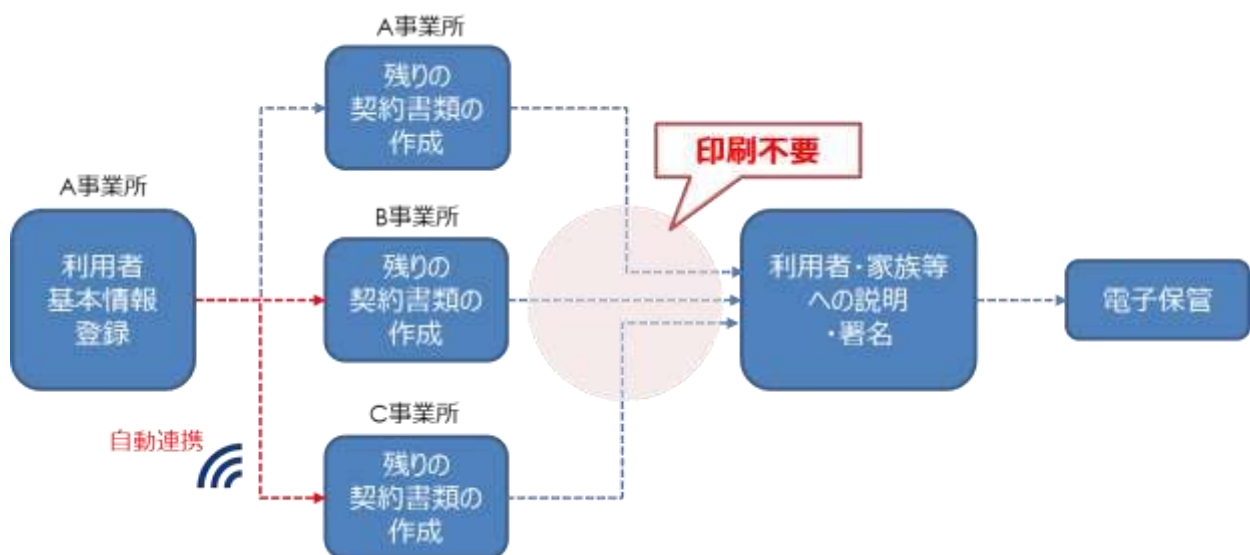 A事業所
利用者
基本情報
登録
自動連携
A事業所
残りの
契約書類の
作成
B事業所
残りの
契約書類の
作成
C事業所
残りの
契約書類の
作成
印刷不要
利用者・家族等
への説明
・署名
電子保管